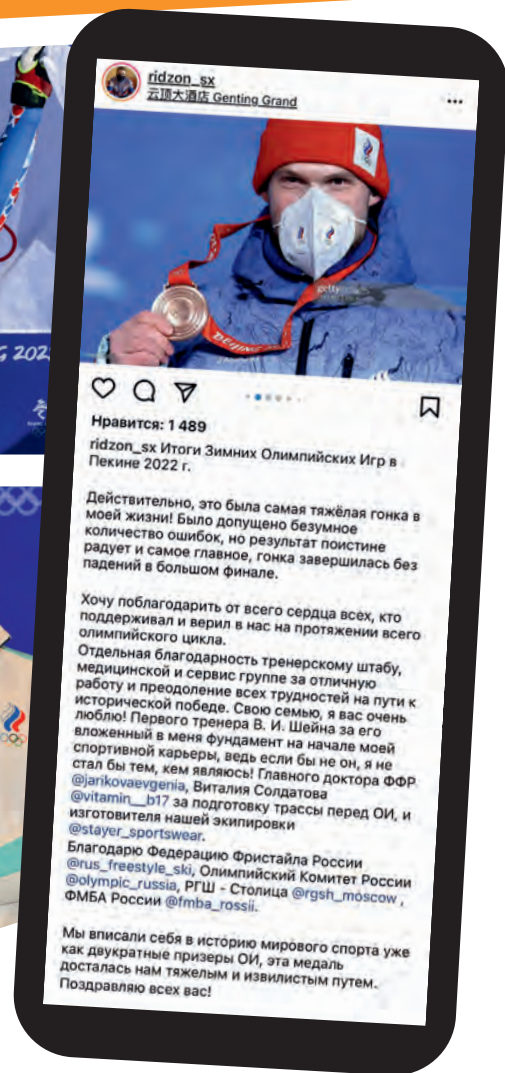 ridzon_sx
云顶大酒店 Genting Grand
BEIJING
G 202
Нравится: 1 489
ridzon_sx Итоги Зимних Олимпийских Игр в
Пекине 2022 г.
Действительно, это была самая тяжёлая гонка в
моей жизни! Было допущено безумное
количество ошибок, но результат поистине
радует и самое главное, гонка завершилась без
падений в большом финале.
Хочу поблагодарить от всего сердца всех, кто
поддерживал и верил в нас на протяжении всего
олимпийского цикла.
Отдельная благодарность тренерскому штабу,
медицинской и сервис группе за отличную
работу и преодоление всех трудностей на пути к
исторической победе. Свою семью, я вас очень
люблю! Первого тренера В. И. Шейна за его
вложенный в меня фундамент на начале моей
спортивной карьеры, ведь если бы не он, я не
стал бы тем, кем являюсь! Главного доктора ФФР
@jarikovaevgenia, Виталия Солдатова
@vitamin__b17 за подготовку трассы перед ОИ, и
изготовителя нашей экипировки
@stayer_sportswear.
Благодарю Федерацию Фристайла России
@rus_freestyle_ski, Олимпийский Комитет России
@olympic_russia, РГШ - Столица @rgsh_moscow ,
ФМБА России @fmba_rossii.
Мы вписали себя в историю мирового спорта уже
как двукратные призеры ОИ, эта медаль
досталась нам тяжелым и извилистым путем.
Поздравляю всех вас!